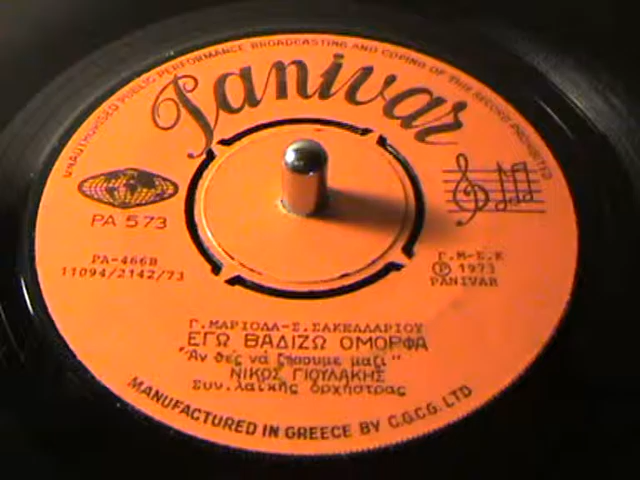 UNAUTHORISED PUBLIC PERFORMANCE BROADCASTING AND COPING OF THIS RECORD PROHIBITED
Panivar
PA 573
PA-466B
11094/2142/73
Γ.Μ-Σ.Κ
Ⓟ 1973
PANIVAR
Γ.ΜΑΡΙΟΛΑ-Σ.ΣΑΚΕΛΛΑΡΙΟΥ
ΕΓΩ ΒΑΔΙΖΩ ΟΜΟΡΦΑ
"Αν θές νά ζήσουμε μαζί"
ΝΙΚΟΣ ΓΙΟΥΛΑΚΗΣ
Συν.λαϊκής όρχήστρας
MANUFACTURED IN GREECE BY C.G.C.G. LTD